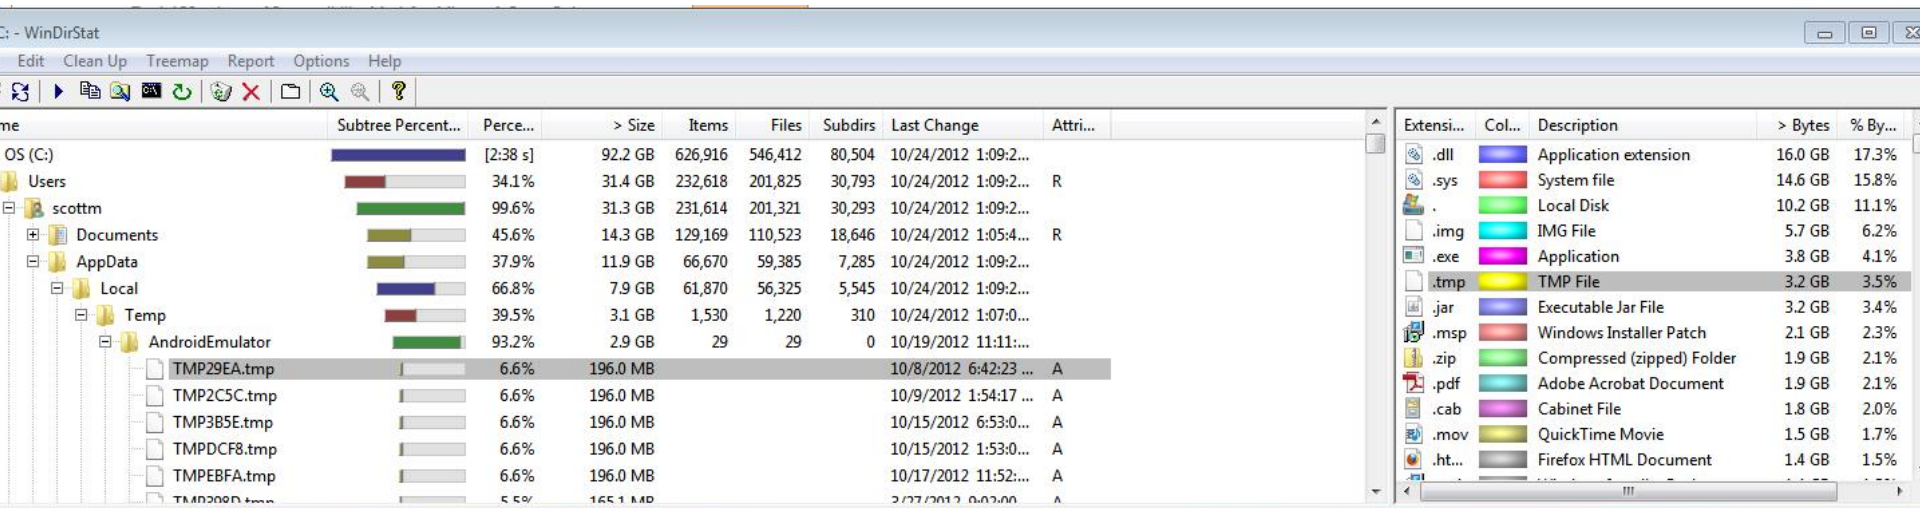 C: - WinDirStat
Edit Clean Up Treemap Report Options Help
me Subtree Percent... Perce... > Size Items Files Subdirs Last Change Attri...
OS (C:) [2:38 s] 92.2 GB 626,916 546,412 80,504 10/24/2012 1:09:2...
Users 34.1% 31.4 GB 232,618 201,825 30,793 10/24/2012 1:09:2... R
scottm 99.6% 31.3 GB 231,614 201,321 30,293 10/24/2012 1:09:2...
Documents 45.6% 14.3 GB 129,169 110,523 18,646 10/24/2012 1:05:4... R
AppData 37.9% 11.9 GB 66,670 59,385 7,285 10/24/2012 1:09:2...
Local 66.8% 7.9 GB 61,870 56,325 5,545 10/24/2012 1:09:2...
Temp 39.5% 3.1 GB 1,530 1,220 310 10/24/2012 1:07:0...
AndroidEmulator 93.2% 2.9 GB 29 29 0 10/19/2012 11:11:...
TMP29EA.tmp 6.6% 196.0 MB 10/8/2012 6:42:23 ... A
TMP2C5C.tmp 6.6% 196.0 MB 10/9/2012 1:54:17 ... A
TMP3B5E.tmp 6.6% 196.0 MB 10/15/2012 6:53:0... A
TMPDCF8.tmp 6.6% 196.0 MB 10/15/2012 1:53:0... A
TMPEBFA.tmp 6.6% 196.0 MB 10/17/2012 11:52:... A
TMP398D.tmp 5.5% 165.1 MB 3/27/2012 9:02:00 A
Extensi... Col... Description > Bytes % By...
.dll Application extension 16.0 GB 17.3%
.sys System file 14.6 GB 15.8%
. Local Disk 10.2 GB 11.1%
.img IMG File 5.7 GB 6.2%
.exe Application 3.8 GB 4.1%
.tmp TMP File 3.2 GB 3.5%
.jar Executable Jar File 3.2 GB 3.4%
.msp Windows Installer Patch 2.1 GB 2.3%
.zip Compressed (zipped) Folder 1.9 GB 2.1%
.pdf Adobe Acrobat Document 1.9 GB 2.1%
.cab Cabinet File 1.8 GB 2.0%
.mov QuickTime Movie 1.5 GB 1.7%
.ht... Firefox HTML Document 1.4 GB 1.5%